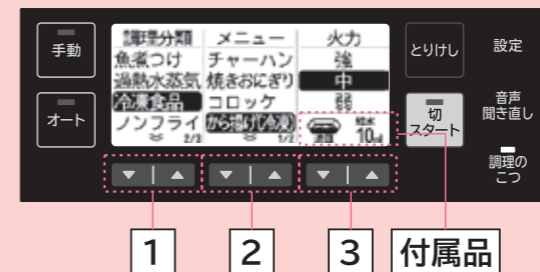 手動
オート
調理分類
魚煮つけ
過熱水蒸気
冷凍食品
ノンフライ
2/3
メニュー
チャーハン
焼きおにぎり
コロッケ
から揚げ(冷凍)
1/2
火力
強
中
弱
給水
10ml
とりけし
切
スタート
設定
音声
聞き直し
調理の
こつ
▼ | ▲
▼ | ▲
▼ | ▲
1
2
3
付属品